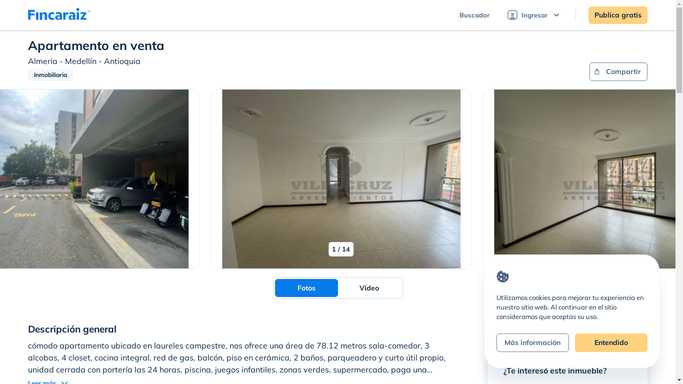 Fincaraiz
Buscador
Ingresar
Publica gratis
Apartamento en venta
Almeria - Medellín - Antioquia
Inmobiliaria
Compartir
1 / 14
Fotos
Video
Descripción general
cómodo apartamento ubicado en laureles campestre, nos ofrece una área de 78.12 metros sala-comedor, 3
alcobas, 4 closet, cocina integral, red de gas, balcón, piso en cerámica, 2 baños, parqueadero y curto útil propio,
unidad cerrada con portería las 24 horas, piscina, juegos infantiles, zonas verdes, supermercado, paga una...
Leer más
Utilizamos cookies para mejorar tu experiencia en
nuestro sitio web. Al continuar en el sitio
consideramos que aceptas su uso.
Más información
Entendido
¿Te interesó este inmueble?